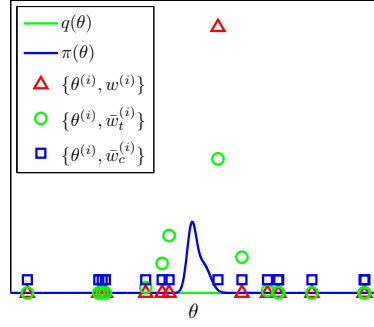 q(θ)
π(θ)
{θ^(i), w^(i)}
{θ^(i), w̄_t^(i)}
{θ^(i), w̄_c^(i)}
θ